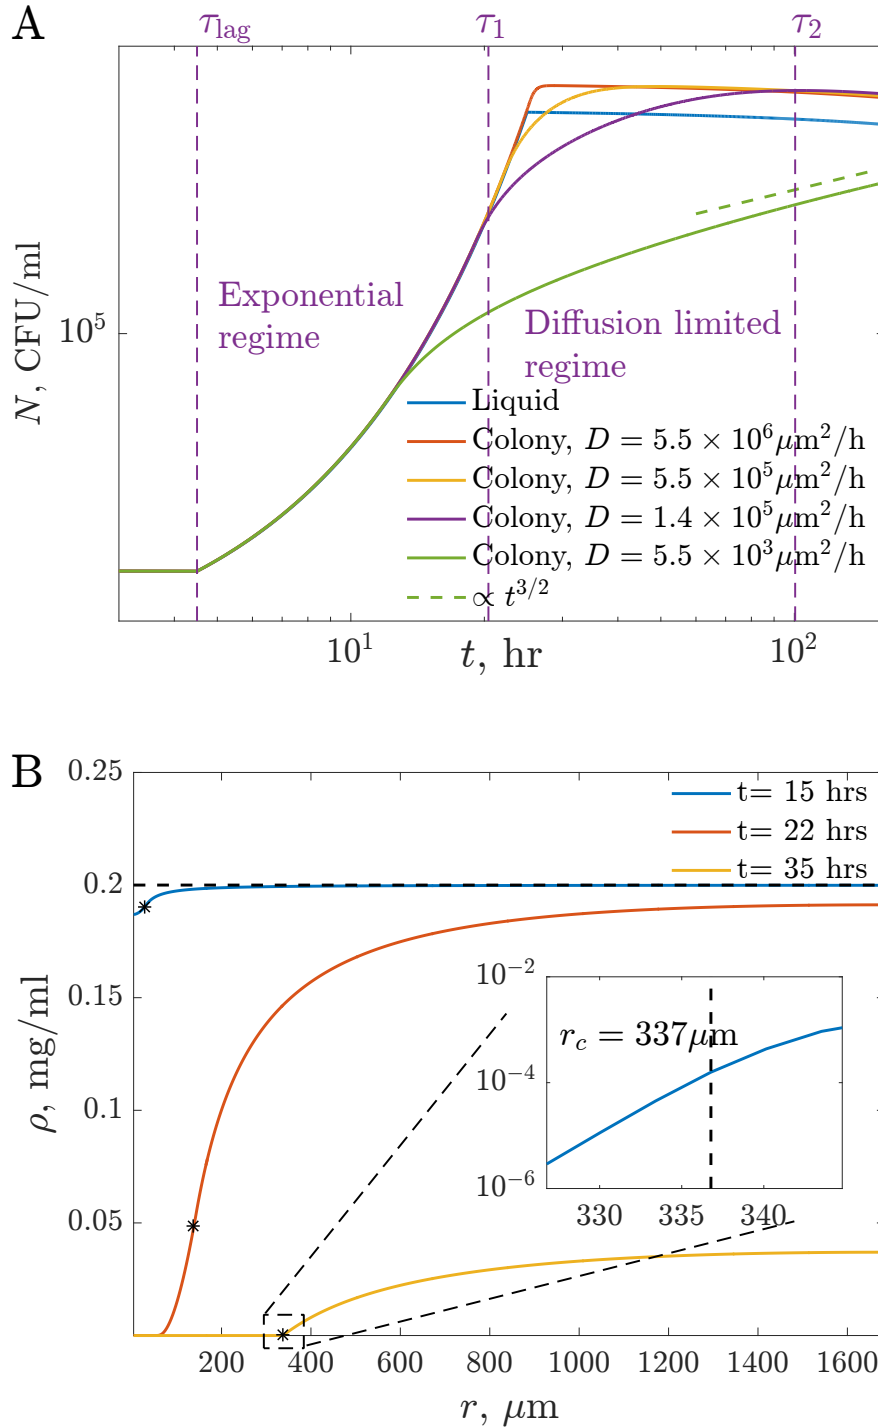 A
τ_lag τ_1 τ_2
N, CFU/ml
10^5
Exponential
regime
Diffusion limited
regime
Liquid
Colony, D = 5.5 × 10^6 μm^2/h
Colony, D = 5.5 × 10^5 μm^2/h
Colony, D = 1.4 × 10^5 μm^2/h
Colony, D = 5.5 × 10^3 μm^2/h
∝ t^{3/2}
10^1 10^2
t, hr
B
ρ, mg/ml
0.25
0.2
0.15
0.1
0.05
t= 15 hrs
t= 22 hrs
t= 35 hrs
10^-2
r_c = 337μm
10^-4
10^-6
330 335 340
200 400 600 800 1000 1200 1400 1600
r, μm